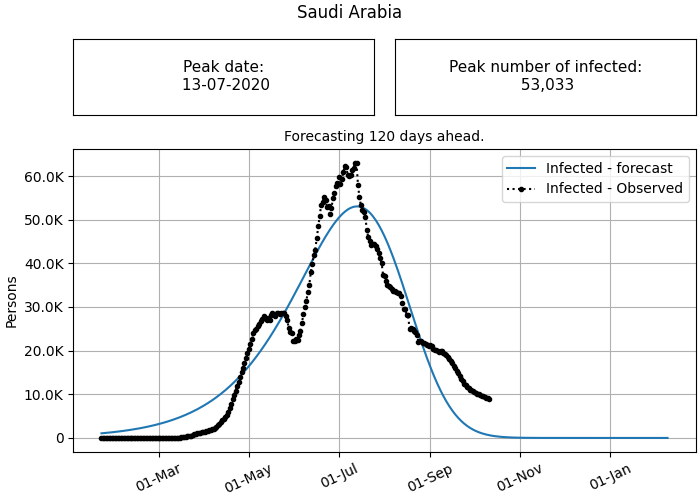 Saudi Arabia
Peak date:
13-07-2020
Peak number of infected:
53,033
Forecasting 120 days ahead.
Infected - forecast
Infected - Observed
60.0K
50.0K
40.0K
30.0K
20.0K
10.0K
0
Persons
01-Mar
01-May
01-Jul
01-Sep
01-Nov
01-Jan